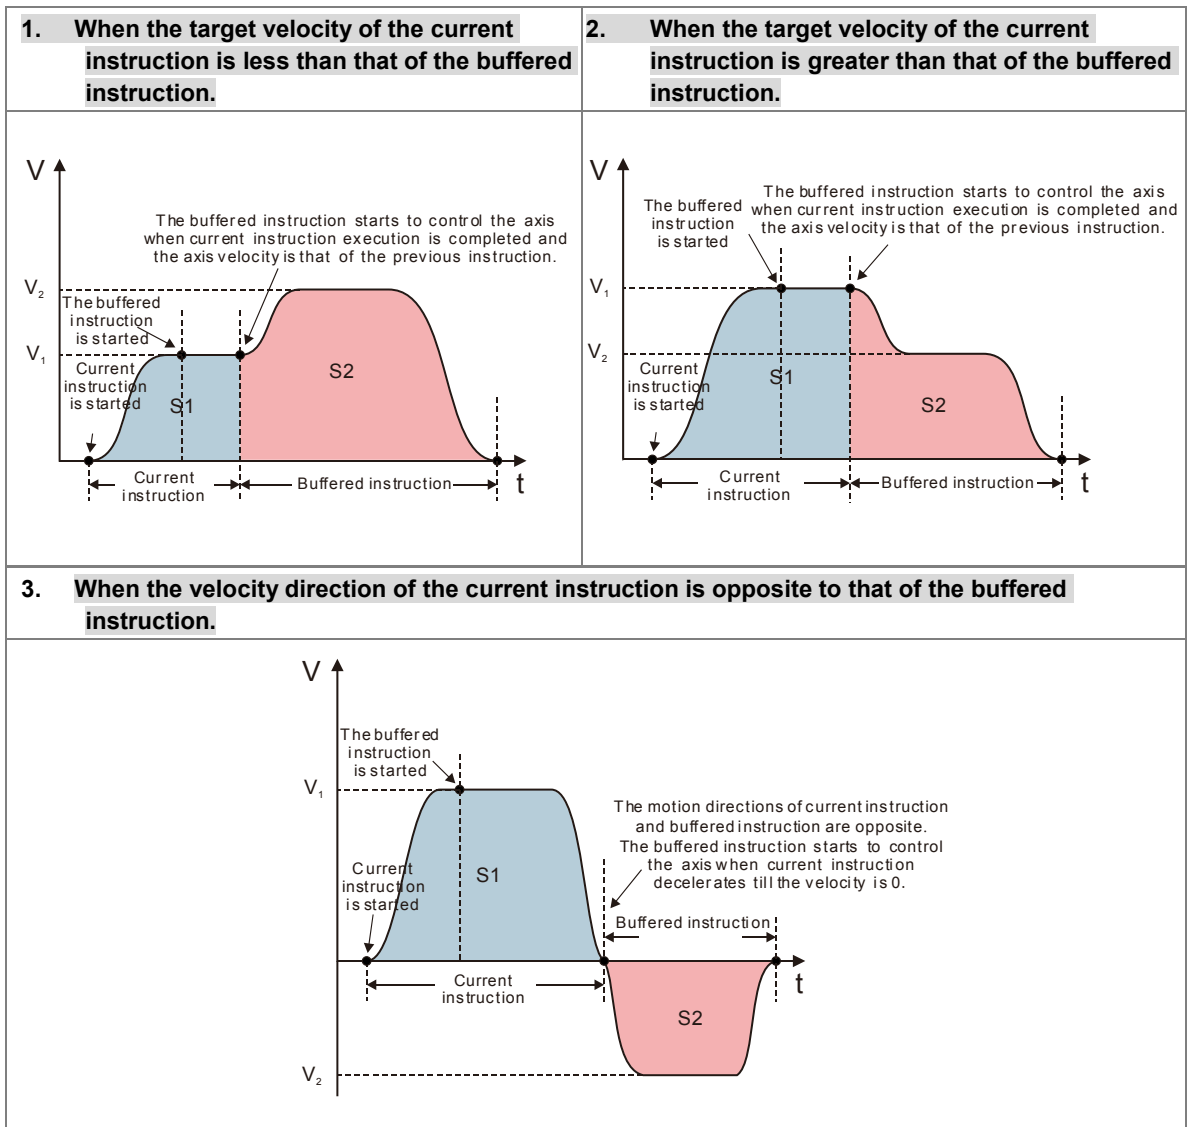 1. When the target velocity of the current
instruction is less than that of the buffered
instruction.
2. When the target velocity of the current
instruction is greater than that of the buffered
instruction.
V
The buffered instruction starts to control the axis
when current instruction execution is completed and
the axis velocity is that of the previous instruction.
V₂
The buffered
instruction
is started
V₁
Current
instruction
is started
S1
S2
Current
instruction
Buffered instruction
t
V
The buffered
instruction
is started
The buffered instruction starts to control the axis
when current instruction execution is completed and
the axis velocity is that of the previous instruction.
V₁
V₂
Current
instruction
is started
S1
S2
Current
instruction
Buffered instruction
t
3. When the velocity direction of the current instruction is opposite to that of the buffered
instruction.
V
The buffered
instruction
is started
V₁
The motion directions of current instruction
and buffered instruction are opposite.
The buffered instruction starts to control
the axis when current instruction
decelerates till the velocity is 0.
Current
instruction
is started
S1
Buffered instruction
Current
instruction
t
S2
V₂